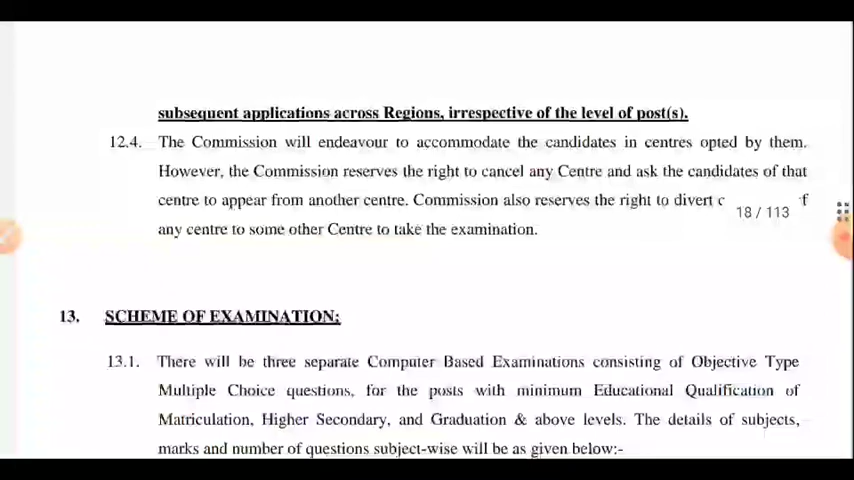 subsequent applications across Regions, irrespective of the level of post(s).
12.4. The Commission will endeavour to accommodate the candidates in centres opted by them.
However, the Commission reserves the right to cancel any Centre and ask the candidates of that
centre to appear from another centre. Commission also reserves the right to divert
18 / 113
any centre to some other Centre to take the examination.
13. SCHEME OF EXAMINATION:
13.1. There will be three separate Computer Based Examinations consisting of Objective Type
Multiple Choice questions, for the posts with minimum Educational Qualification of
Matriculation, Higher Secondary, and Graduation & above levels. The details of subjects,
marks and number of questions subject-wise will be as given below:-